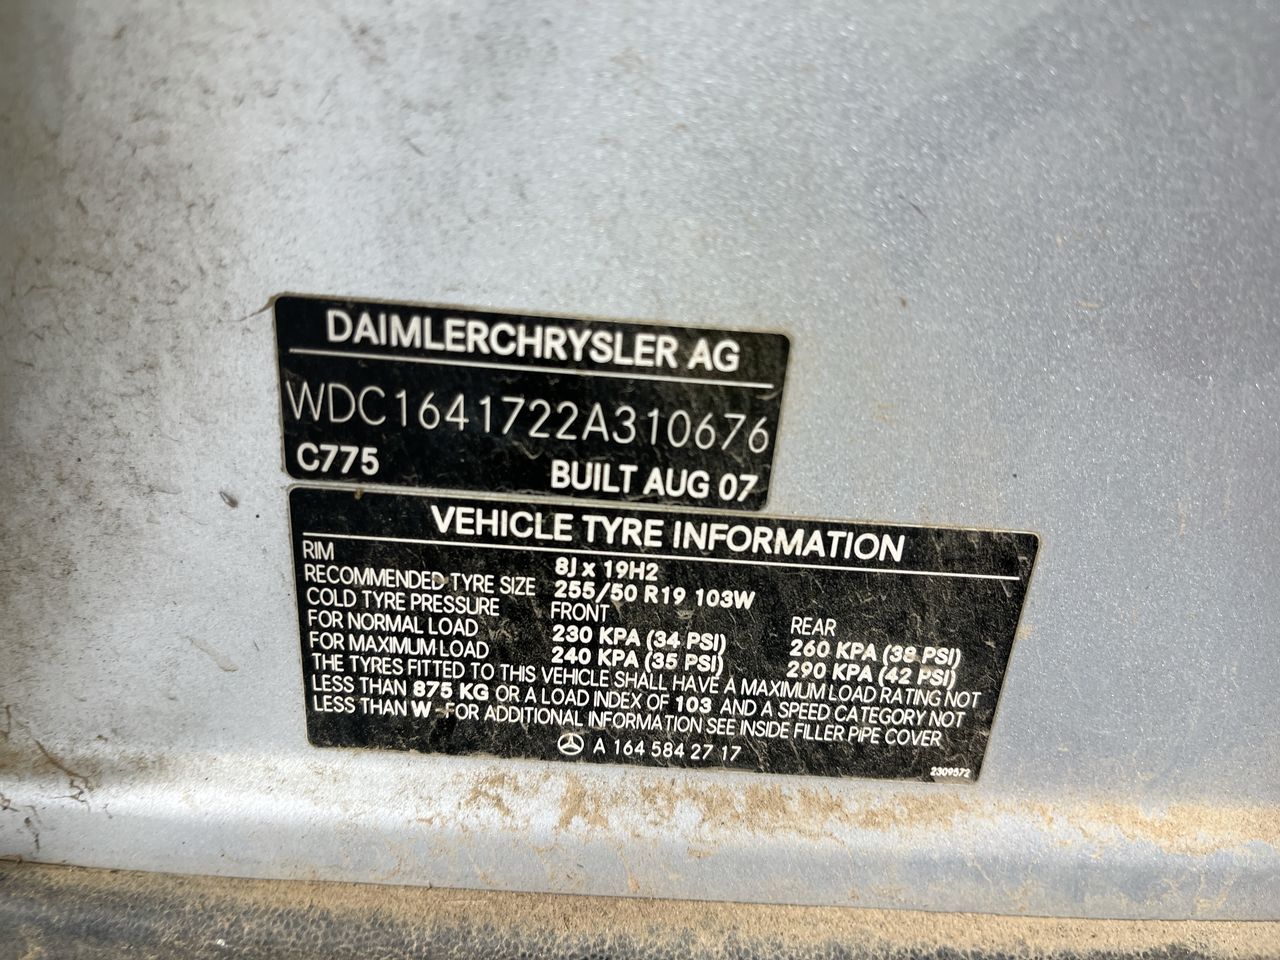 DAIMLERCHRYSLER AG
WDC1641722A310676
C775 BUILT AUG 07
VEHICLE TYRE INFORMATION
RIM 8J x 19H2
RECOMMENDED TYRE SIZE 255/50 R19 103W
COLD TYRE PRESSURE FRONT REAR
FOR NORMAL LOAD 230 KPA (34 PSI) 260 KPA (38 PSI)
FOR MAXIMUM LOAD 240 KPA (35 PSI) 290 KPA (42 PSI)
THE TYRES FITTED TO THIS VEHICLE SHALL HAVE A MAXIMUM LOAD RATING NOT
LESS THAN 875 KG OR A LOAD INDEX OF 103 AND A SPEED CATEGORY NOT
LESS THAN W - FOR ADDITIONAL INFORMATION SEE INSIDE FILLER PIPE COVER
A 164 584 27 17
2309572